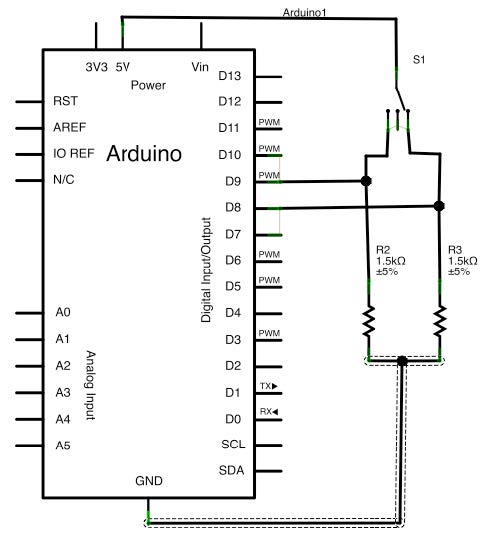 Arduino1
S1
3V3 5V Vin
Power
D13
RST D12
AREF D11 PWM
IO REF Arduino D10 PWM
N/C D9 PWM
D8
D7
Digital Input/Output
D6 PWM
D5 PWM
R2
1.5kΩ
±5%
R3
1.5kΩ
±5%
A0 D4
A1 D3 PWM
A2 D2
Analog Input
A3 D1 TX▶
A4 D0 RX◀
A5 SCL
SDA
GND